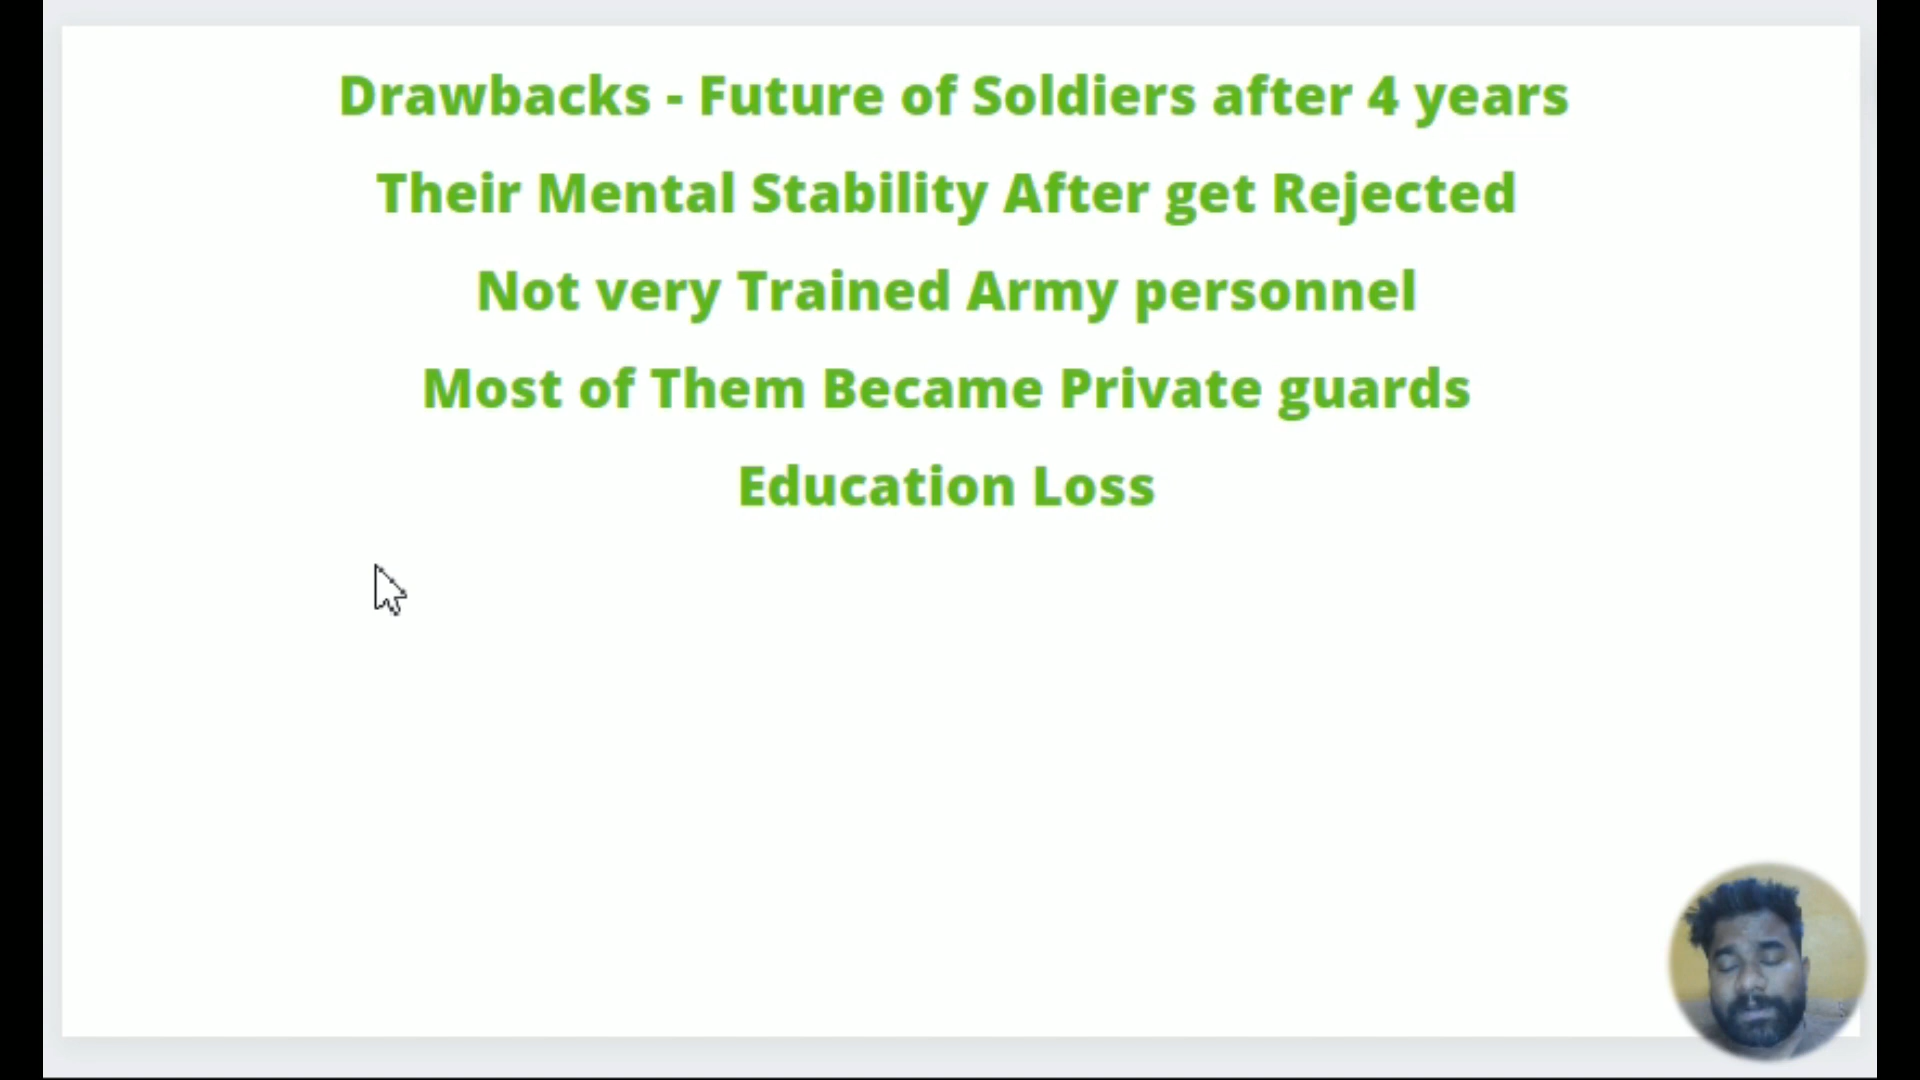 Drawbacks - Future of Soldiers after 4 years
Their Mental Stability After get Rejected
Not very Trained Army personnel
Most of Them Became Private guards
Education Loss